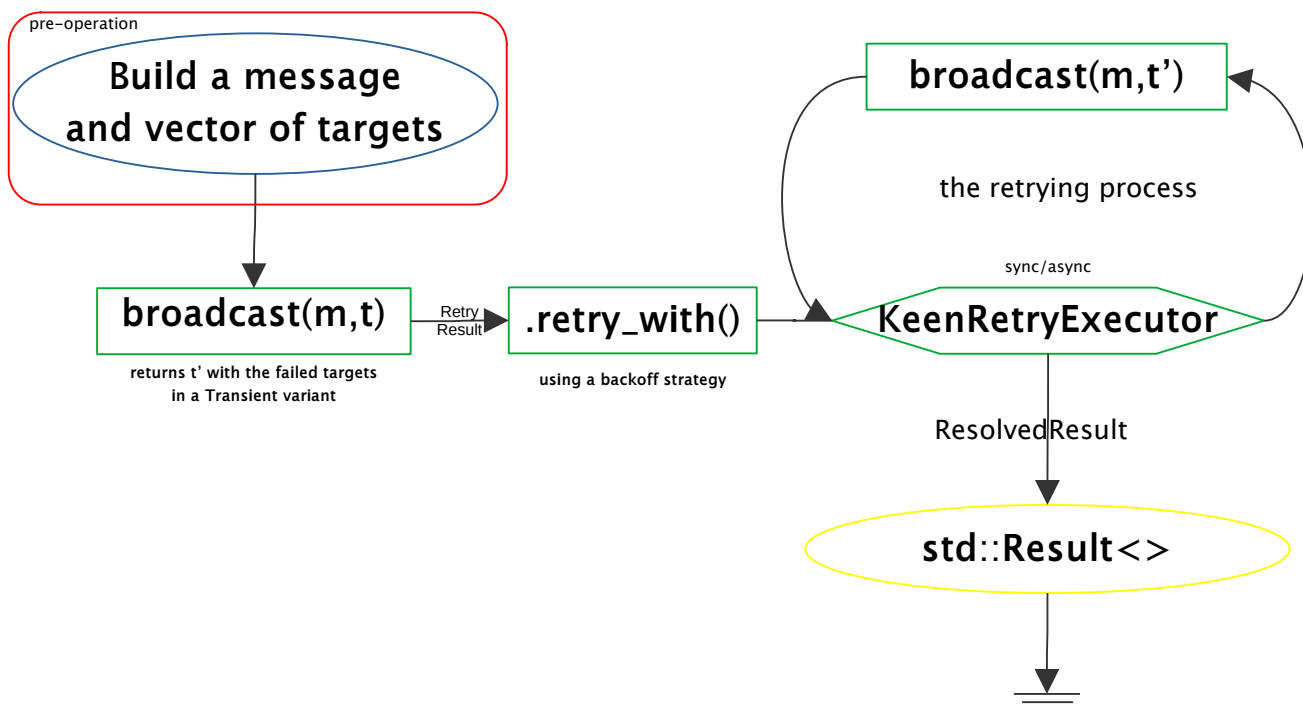 pre-operation
Build a message
and vector of targets
broadcast(m,t')
the retrying process
sync/async
broadcast(m,t)
Retry
Result
.retry_with()
KeenRetryExecutor
returns t’ with the failed targets
in a Transient variant
using a backoff strategy
ResolvedResult
std::Result<>